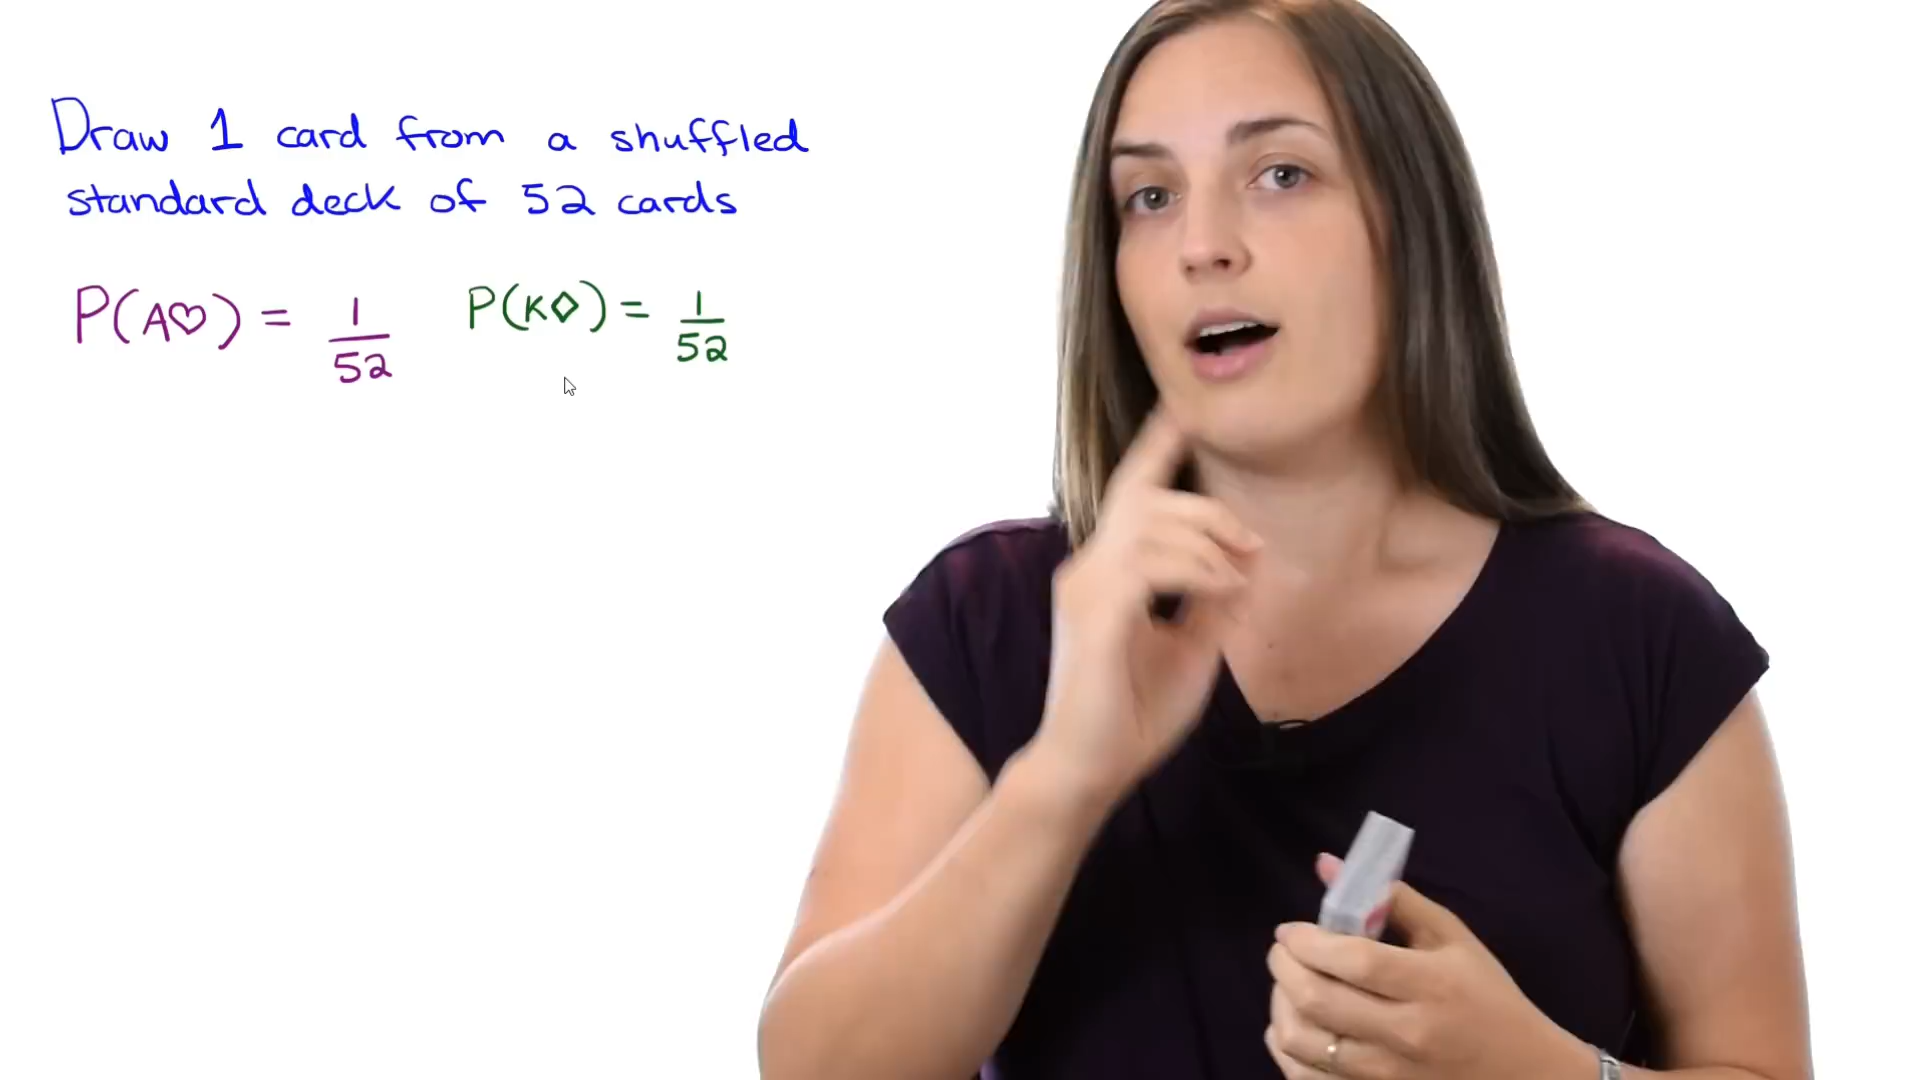 Draw 1 card from a shuffled
standard deck of 52 cards
P(A♡) = 1/52 P(K◇) = 1/52